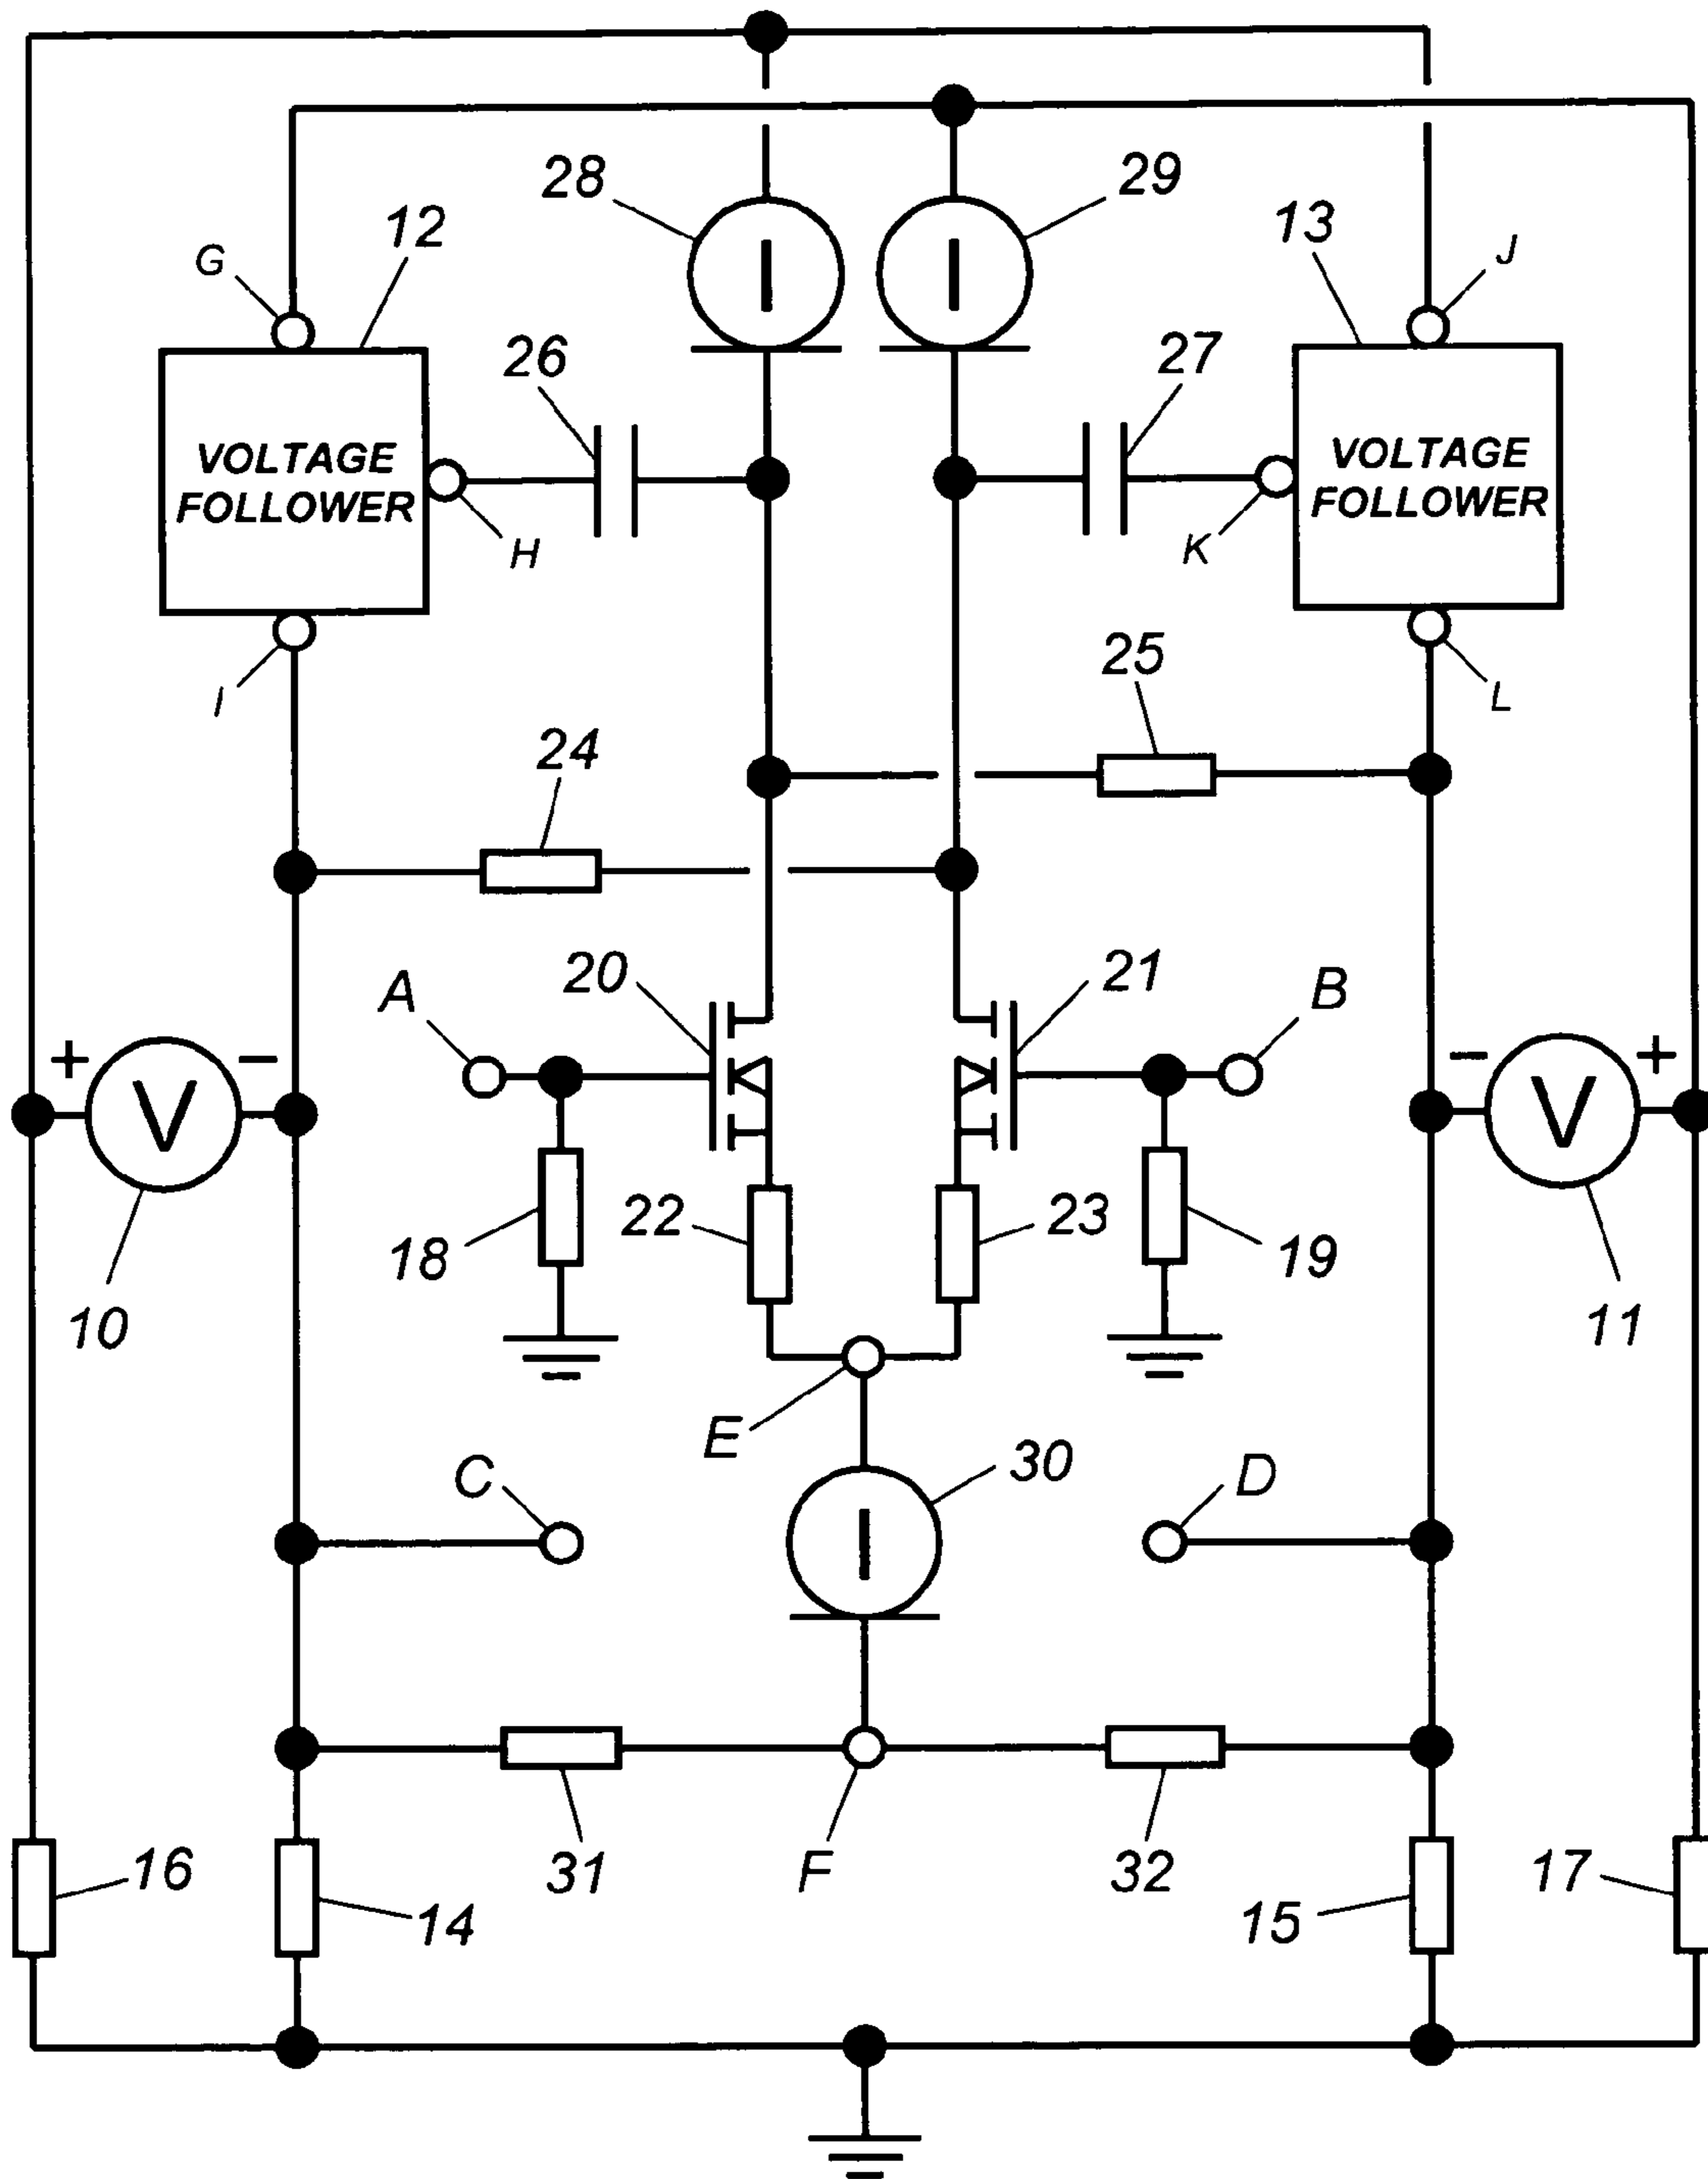 28
29
12
13
G
J
26
27
VOLTAGE
FOLLOWER
VOLTAGE
FOLLOWER
H
K
I
L
25
24
A
20
21
B
+
V
−
−
V
+
22
23
18
19
10
11
E
C
30
D
I
I
I
16
31
F
32
17
14
15